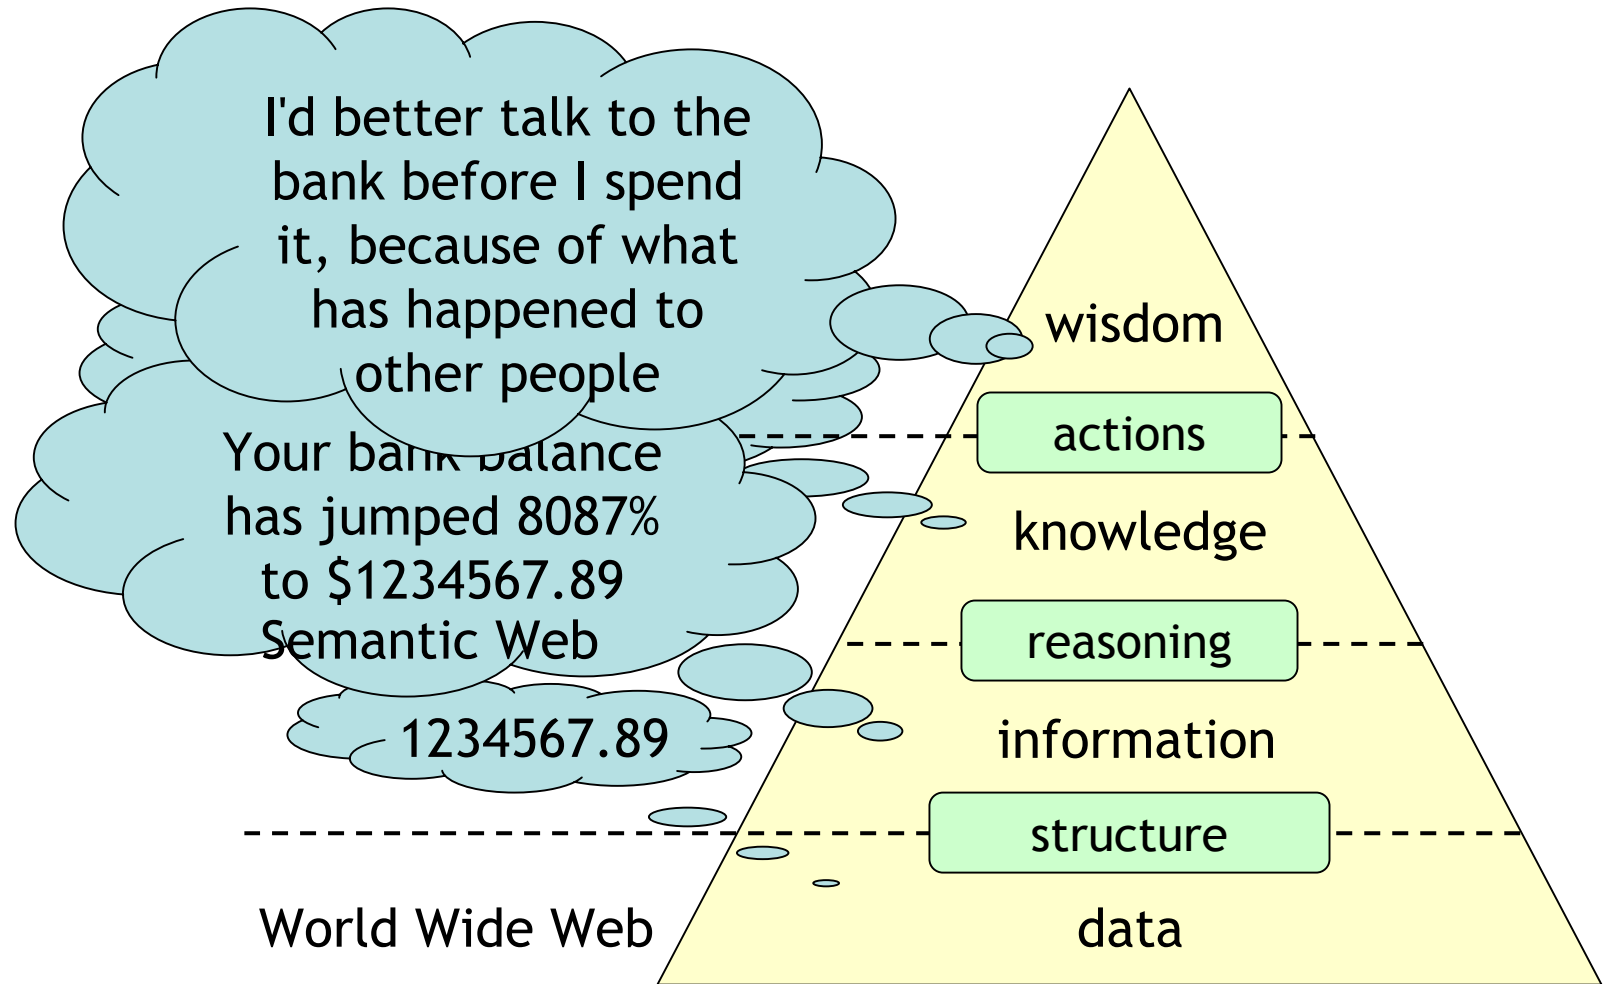 I'd better talk to the
bank before I spend
it, because of what
has happened to
other people
Your bank balance
has jumped 8087%
to $1234567.89
Semantic Web
1234567.89
World Wide Web
wisdom
actions
knowledge
reasoning
information
structure
data